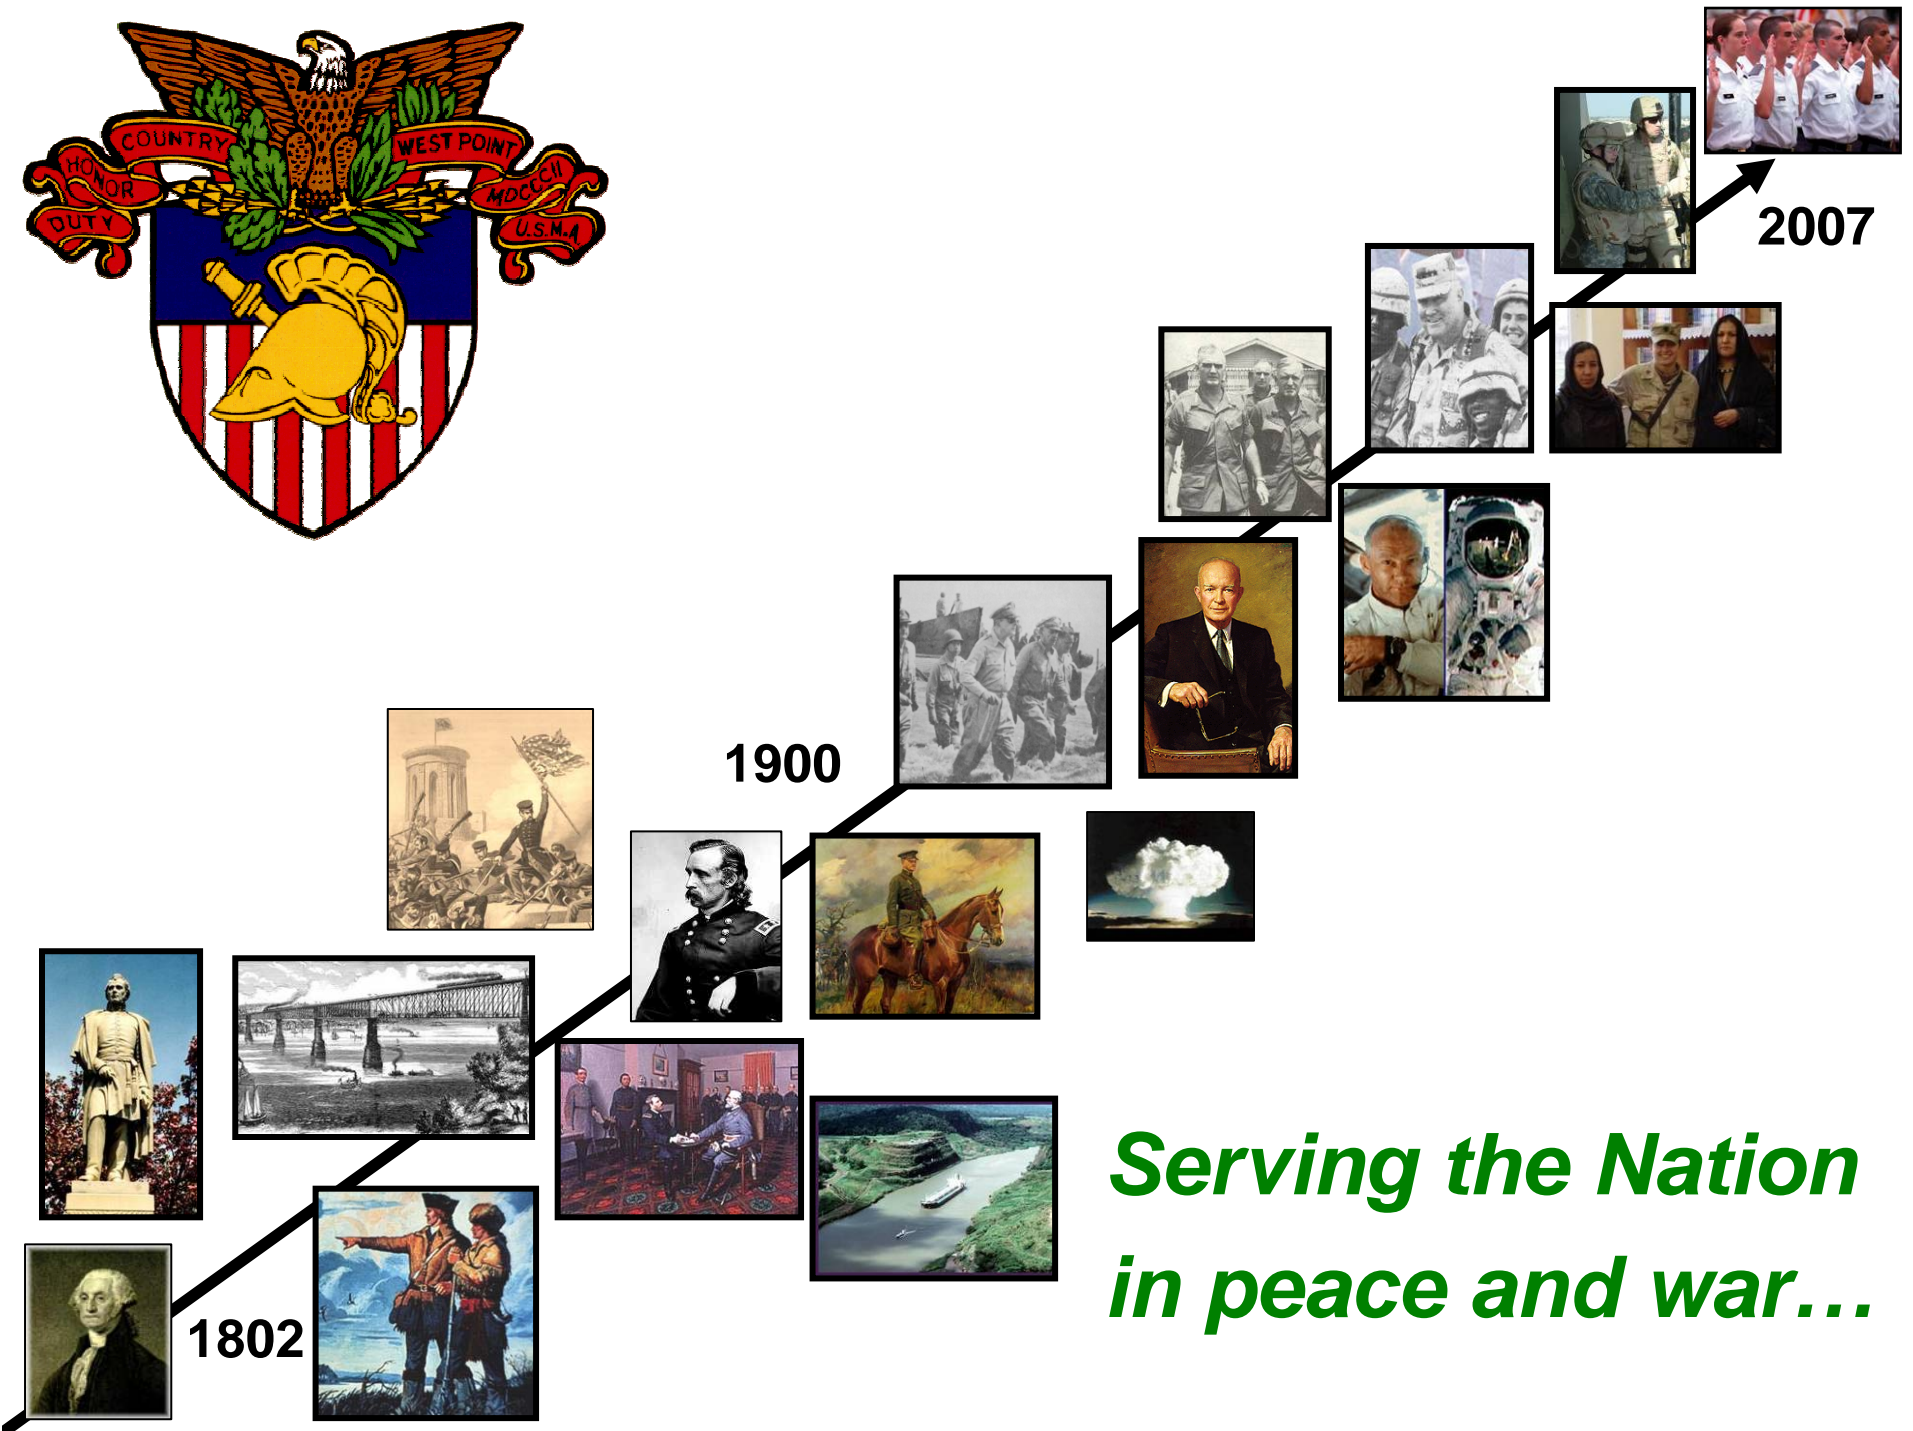 COUNTRY
WEST POINT
HONOR
MDCCCII
DUTY
U.S.M.A
2007
1900
1802
Serving the Nation
in peace and war…